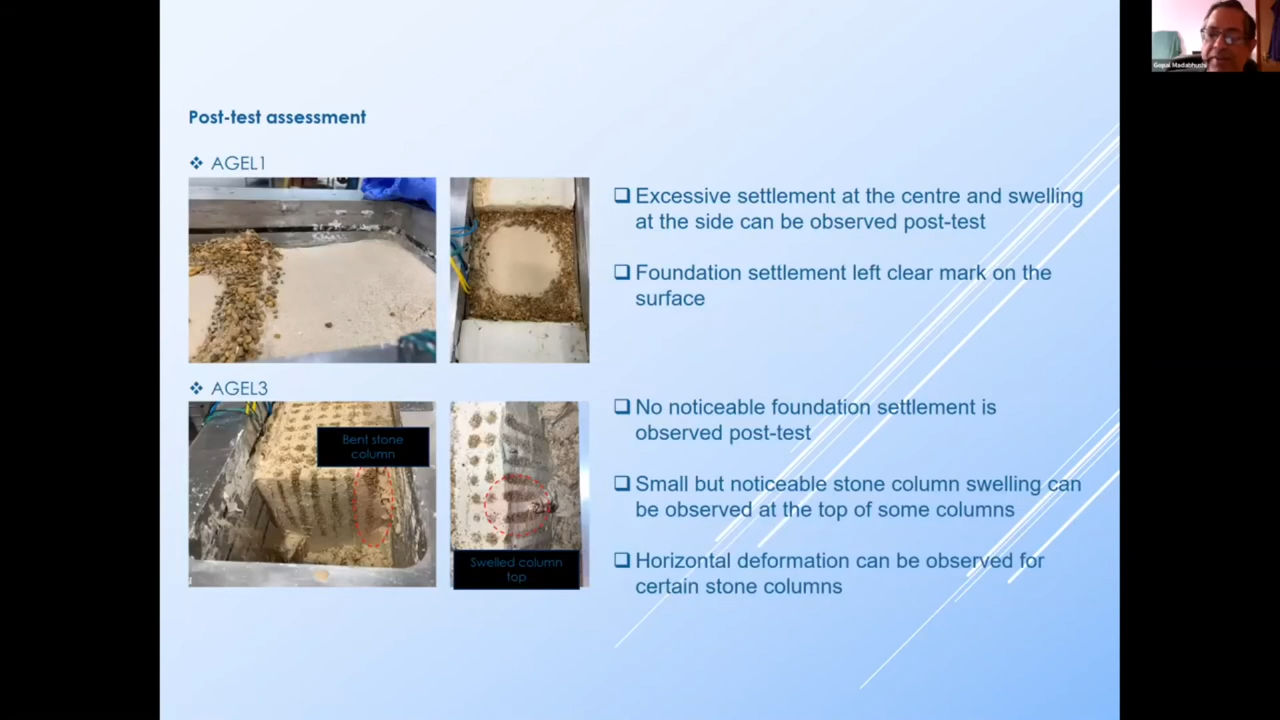 Gopal Madabhushi
Post-test assessment
AGEL1
Excessive settlement at the centre and swelling
at the side can be observed post-test
Foundation settlement left clear mark on the
surface
AGEL3
Bent stone
column
Swelled column
top
No noticeable foundation settlement is
observed post-test
Small but noticeable stone column swelling can
be observed at the top of some columns
Horizontal deformation can be observed for
certain stone columns